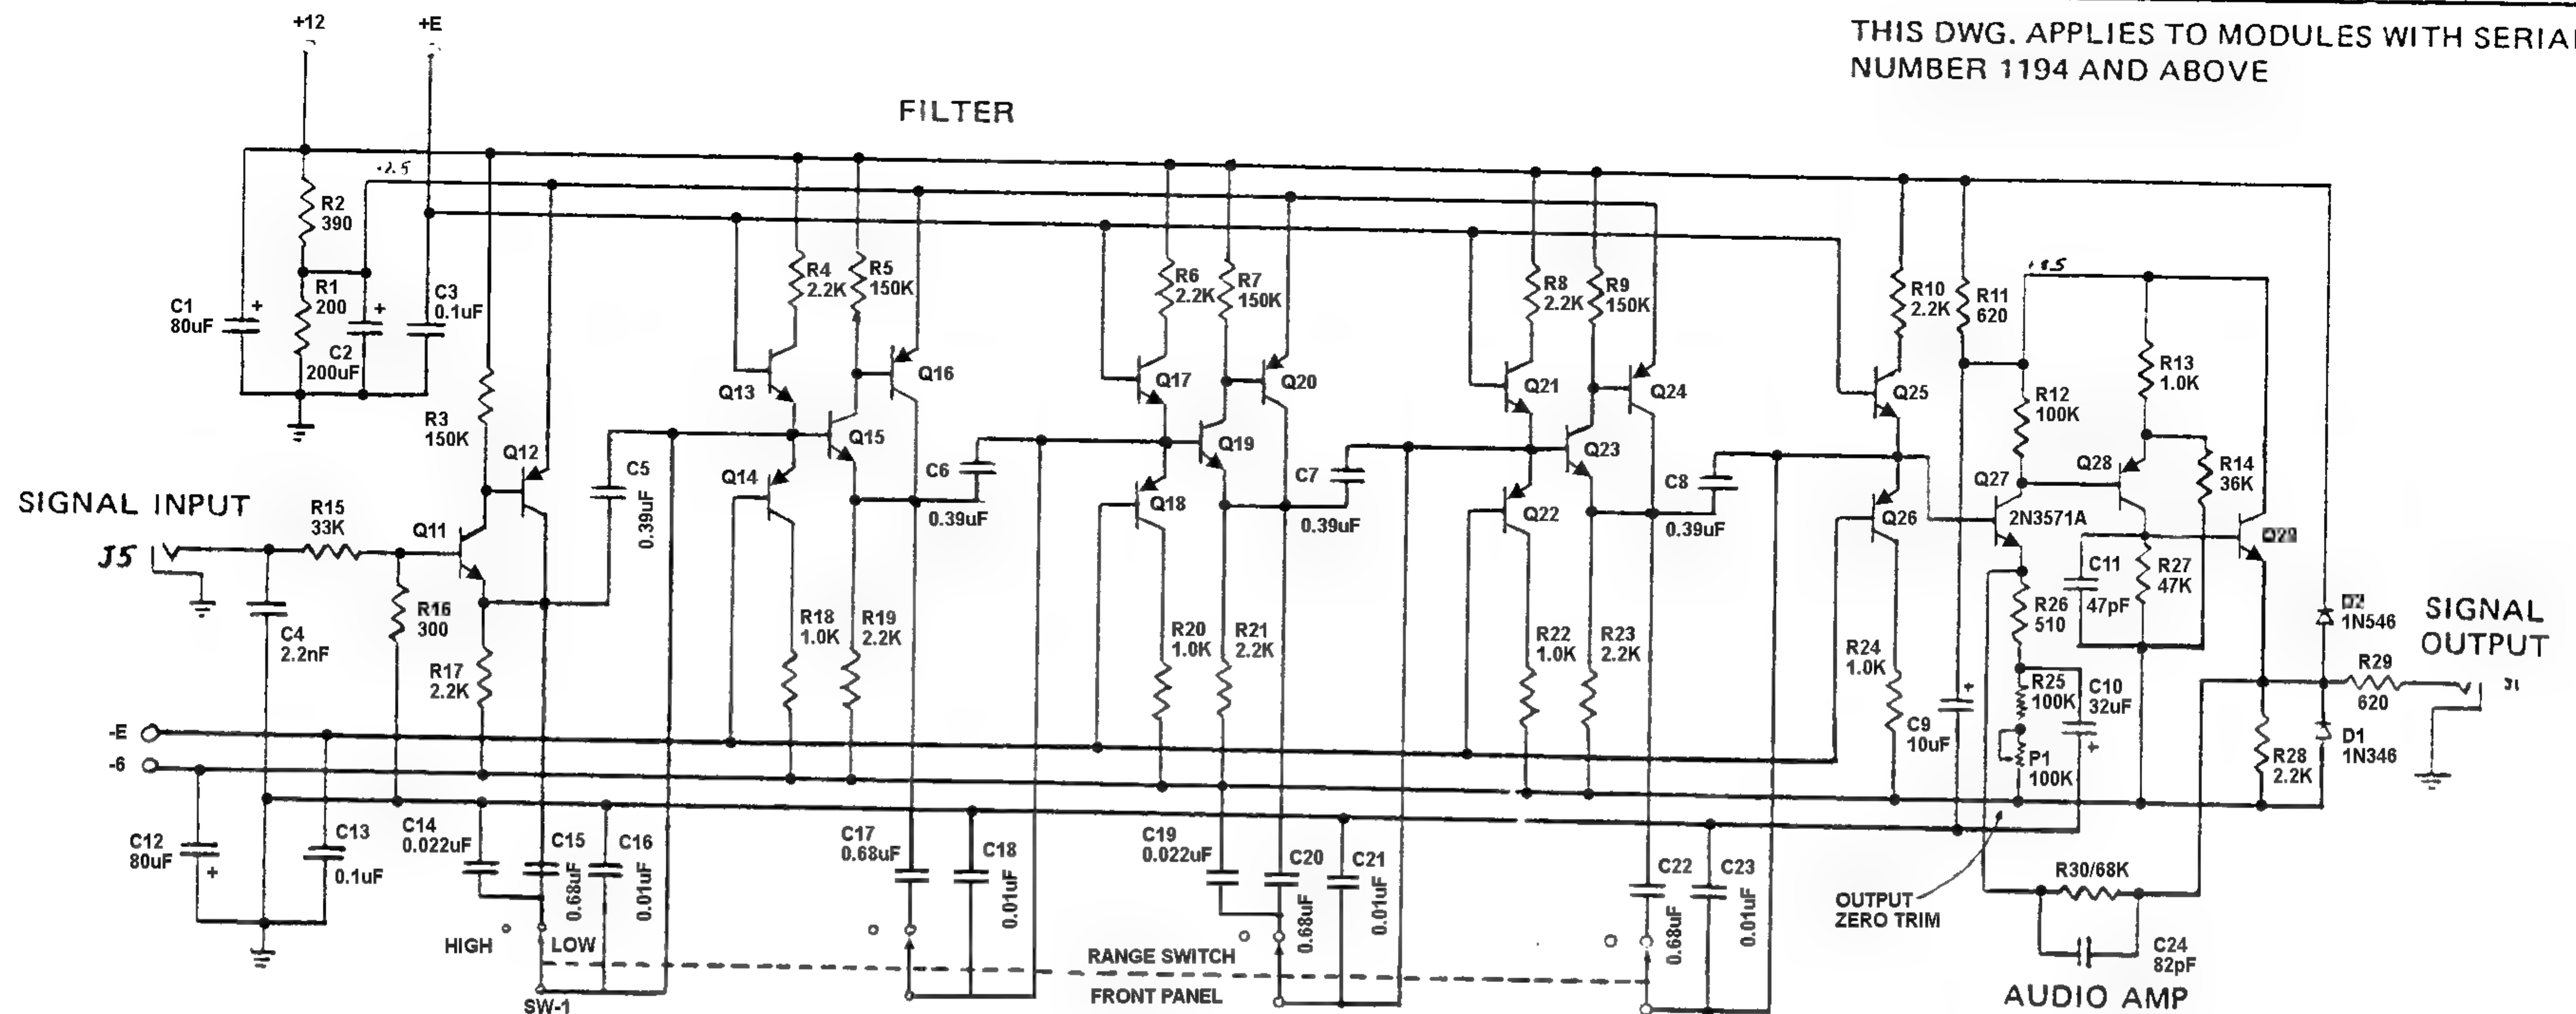 +12
+E
THIS DWG. APPLIES TO MODULES WITH SERIAL
NUMBER 1194 AND ABOVE
FILTER
+2.5
+8.5
R2
390
R1
200
C1
80uF
+
C2
200uF
+
C3
0.1uF
R3
150K
R4
2.2K
R5
150K
R6
2.2K
R7
150K
R8
2.2K
R9
150K
R10
2.2K
R11
620
R12
100K
R13
1.0K
R14
36K
Q12
Q13
Q14
Q15
Q16
Q17
Q18
Q19
Q20
Q21
Q22
Q23
Q24
Q25
Q26
Q27
2N3571A
Q28
SIGNAL INPUT
J5
R15
33K
Q11
C5
0.39uF
C6
0.39uF
C7
0.39uF
C8
0.39uF
C4
2.2nF
R16
300
R17
2.2K
R18
1.0K
R19
2.2K
R20
1.0K
R21
2.2K
R22
1.0K
R23
2.2K
R24
1.0K
C9
10uF
+
R26
510
R25
100K
P1
100K
C10
32uF
+
C11
47pF
R27
47K
D2
1N546
SIGNAL
OUTPUT
R29
620
J1
D1
1N346
R28
2.2K
-E
-6
C12
80uF
+
C13
0.1uF
C14
0.022uF
C15
0.68uF
C16
0.01uF
C17
0.68uF
C18
0.01uF
C19
0.022uF
C20
0.68uF
C21
0.01uF
C22
0.68uF
C23
0.01uF
HIGH
LOW
SW-1
RANGE SWITCH
FRONT PANEL
OUTPUT
ZERO TRIM
R30/68K
C24
82pF
AUDIO AMP